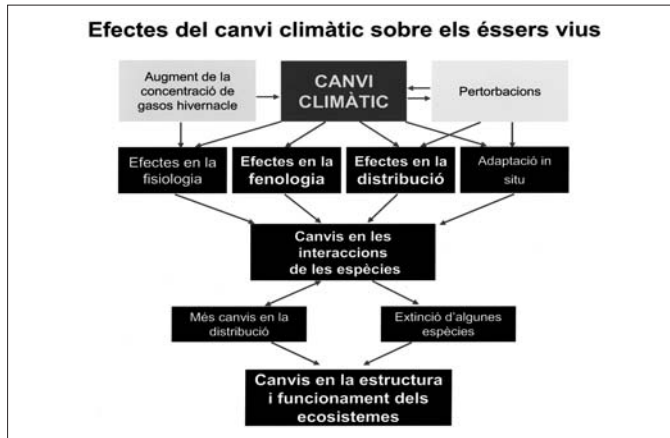 Efectes del canvi climàtic sobre els éssers vius
Augment de la
concentració de
gasos hivernacle
CANVI
CLIMÀTIC
Pertorbacions
Efectes en la
fisiologia
Efectes en la
fenologia
Efectes en la
distribució
Adaptació in
situ
Canvis en les
interaccions
de les espècies
Més canvis en la
distribució
Extinció d'algunes
espècies
Canvis en la estructura
i funcionament dels
ecosistemes